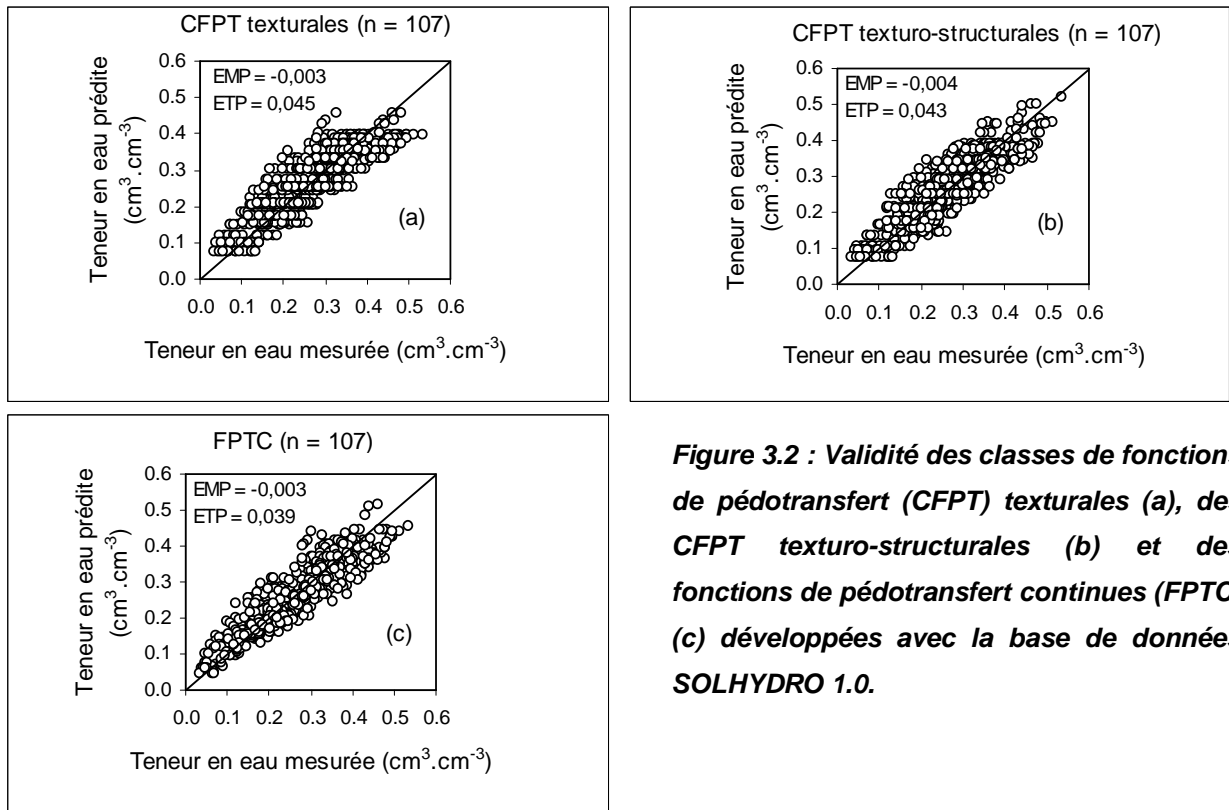 CFPT texturales (n = 107)
EMP = -0,003
ETP = 0,045
Teneur en eau prédite
(cm³.cm⁻³)
0.6
0.5
0.4
0.3
0.2
0.1
0.0
(a)
0.0 0.1 0.2 0.3 0.4 0.5 0.6
Teneur en eau mesurée (cm³.cm⁻³)
CFPT texturo-structurales (n = 107)
EMP = -0,004
ETP = 0,043
Teneur en eau prédite
(cm³.cm⁻³)
0.6
0.5
0.4
0.3
0.2
0.1
0.0
(b)
0.0 0.1 0.2 0.3 0.4 0.5 0.6
Teneur en eau mesurée (cm³.cm⁻³)
FPTC (n = 107)
EMP = -0,003
ETP = 0,039
Teneur en eau prédite
(cm³.cm⁻³)
0.6
0.5
0.4
0.3
0.2
0.1
0.0
(c)
0.0 0.1 0.2 0.3 0.4 0.5 0.6
Teneur en eau mesurée (cm³.cm⁻³)
Figure 3.2 : Validité des classes de fonction
de pédotransfert (CFPT) texturales (a), de
CFPT texturo-structurales (b) et de
fonctions de pédotransfert continues (FPTC
(c) développées avec la base de donnée
SOLHYDRO 1.0.